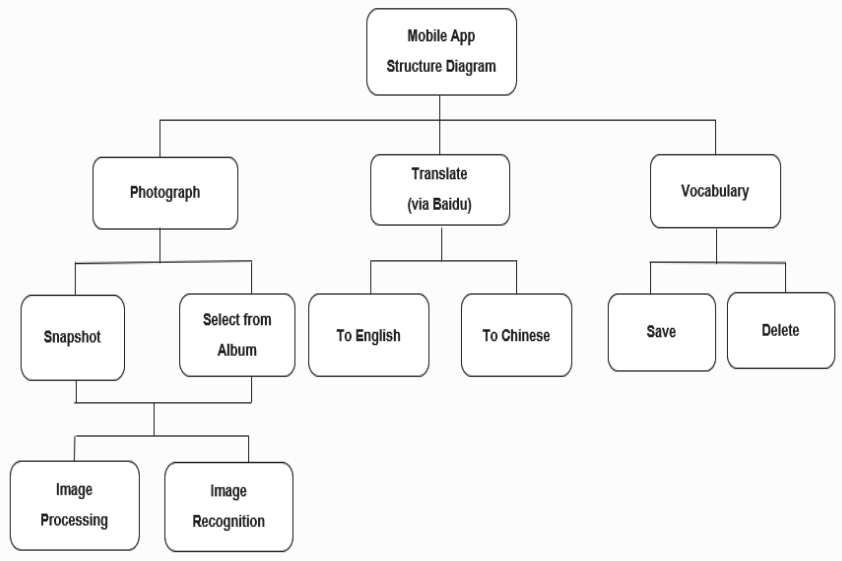 Mobile App
Structure Diagram
Photograph
Translate
(via Baidu)
Vocabulary
Snapshot
Select from
Album
To English
To Chinese
Save
Delete
Image
Processing
Image
Recognition